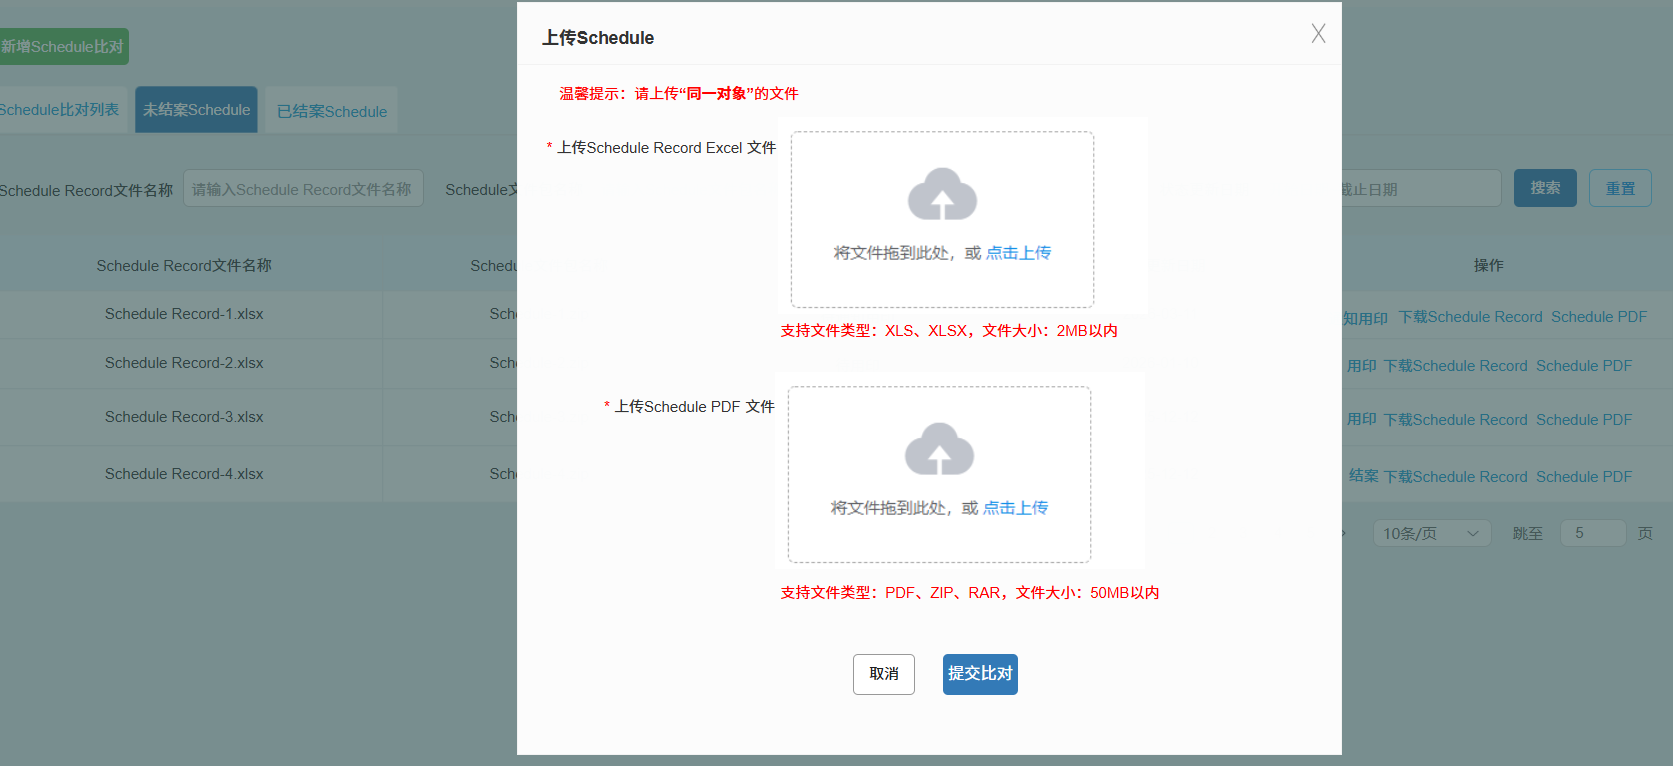 新增Schedule比对
Schedule比对列表
未结案Schedule
已结案Schedule
Schedule Record文件名称
请输入Schedule Record文件名称
Schedule
截止日期
搜索
重置
Schedule Record文件名称
操作
Schedule Record-1.xlsx
知用印 下载Schedule Record Schedule PDF
Schedule Record-2.xlsx
用印 下载Schedule Record Schedule PDF
Schedule Record-3.xlsx
用印 下载Schedule Record Schedule PDF
Schedule Record-4.xlsx
结案 下载Schedule Record Schedule PDF
10条/页
跳至
5
页
上传Schedule
X
温馨提示：请上传“同一对象”的文件
* 上传Schedule Record Excel 文件
将文件拖到此处，或 点击上传
支持文件类型：XLS、XLSX，文件大小：2MB以内
* 上传Schedule PDF 文件
将文件拖到此处，或 点击上传
支持文件类型：PDF、ZIP、RAR，文件大小：50MB以内
取消
提交比对